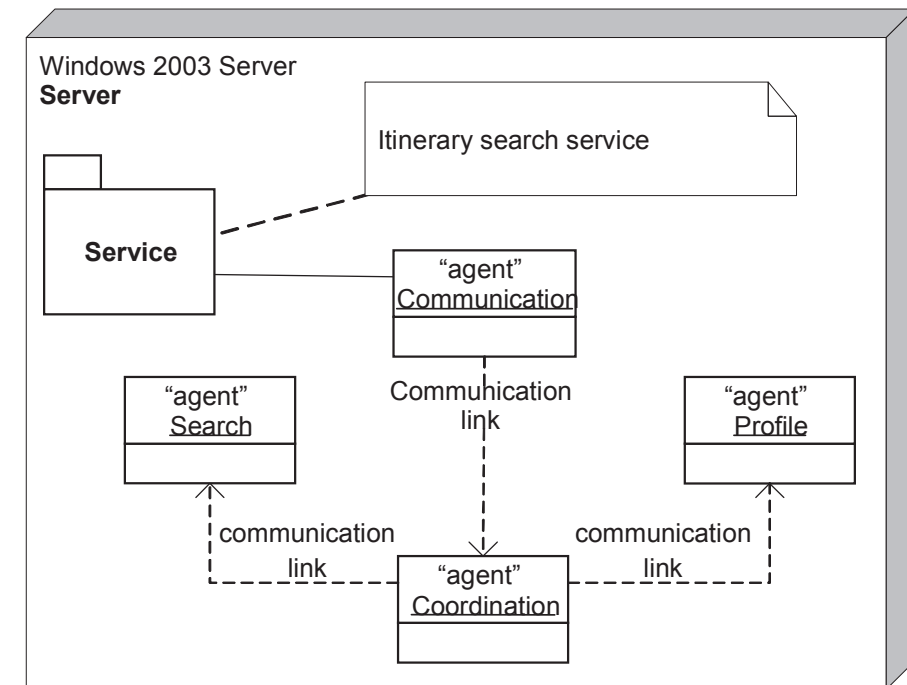 Windows 2003 Server
Server
Itinerary search service
Service
“agent”
Communication
Communication
link
“agent”
Search
“agent”
Profile
communication
link
communication
link
“agent”
Coordination